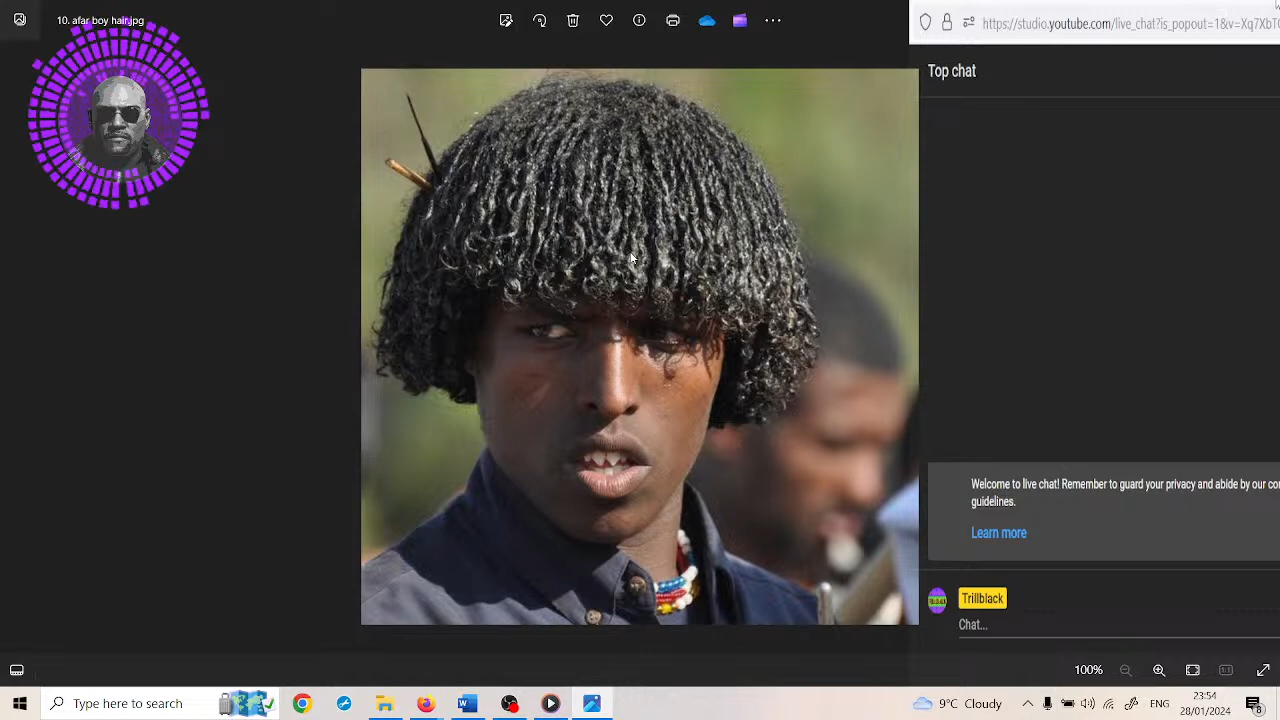 10. afar boy hair.jpg
https://studio.youtube.com/live_chat?is_popout=1&v=Xq7Xb1
Top chat
Welcome to live chat! Remember to guard your privacy and abide by our co
guidelines.
Learn more
Trillblack
Chat...
100%
Type here to search
9°C Cloudy
23:54
28/01/2024